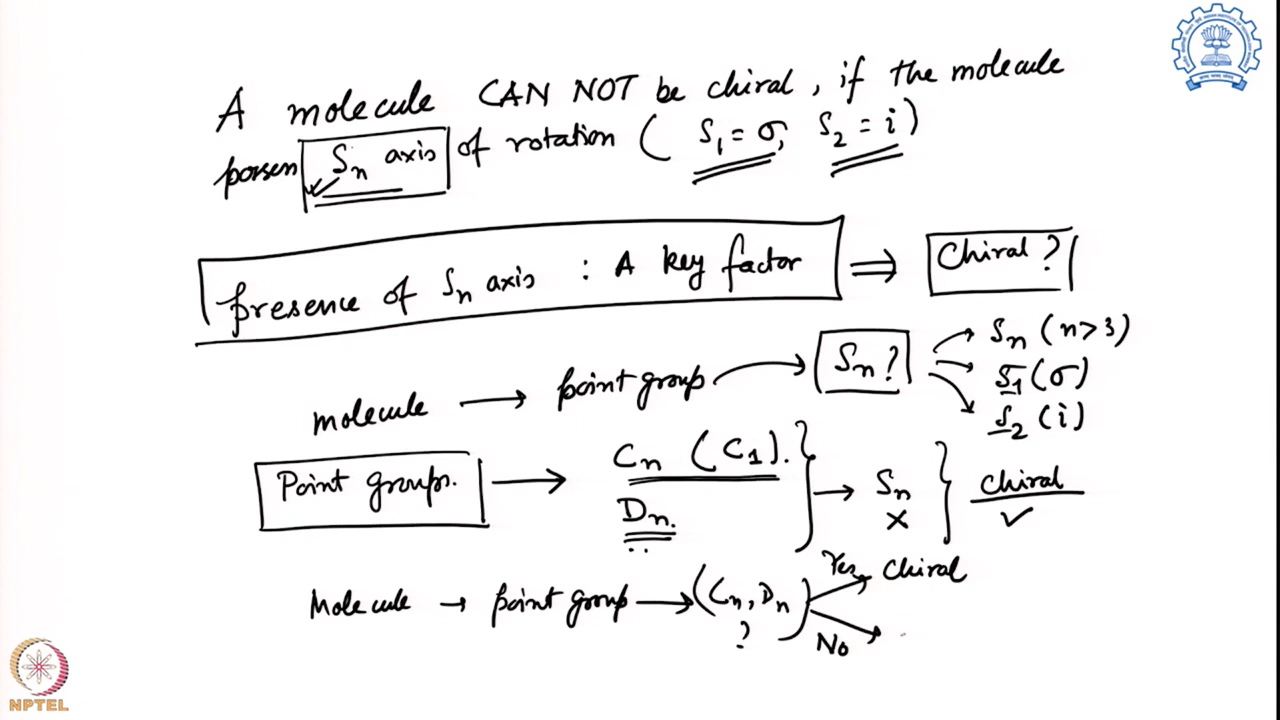 A molecule CAN NOT be chiral, if the molecule
possess Sn axis of rotation ( S1 = σ, S2 = i )
presence of Sn axis : A key factor ⇒ Chiral ?
Sn (n>3)
molecule → point group → Sn? S1 (σ)
S2 (i)
Point groups. → Cn (C1). Sn chiral
Dn. × ✓
Molecule → point group → (Cn, Dn) Yes Chiral
? No
NPTEL